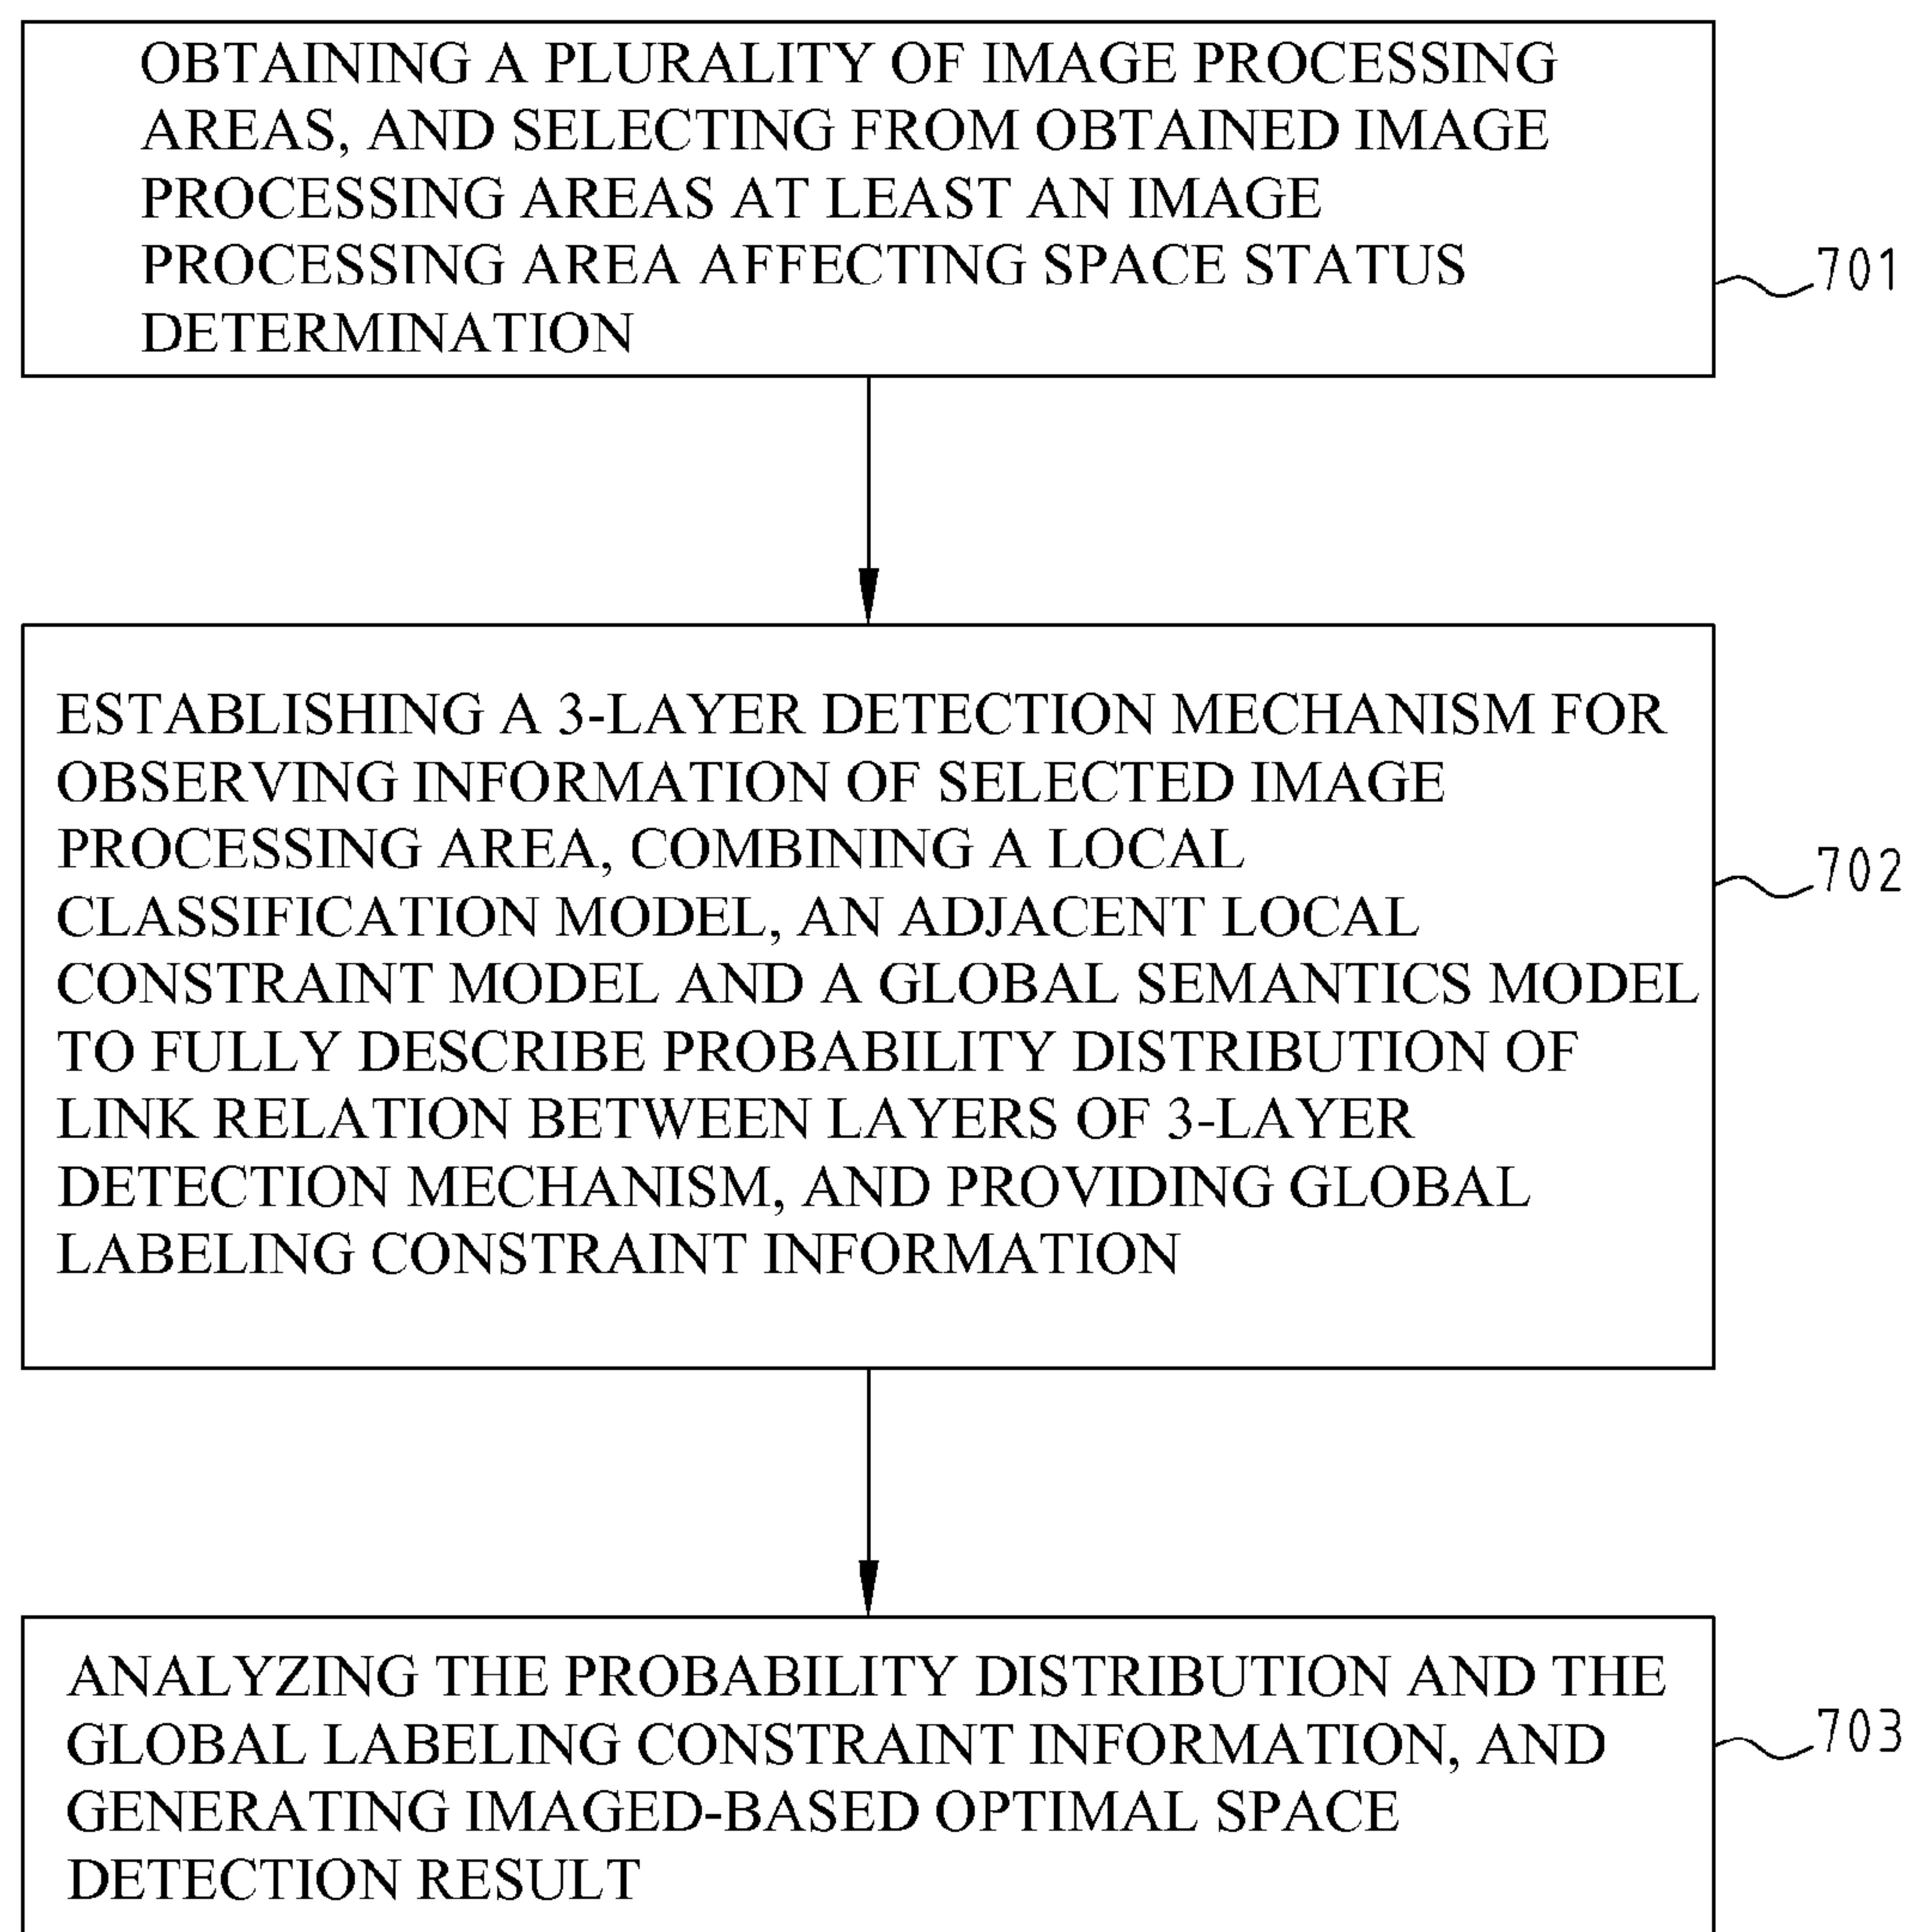 OBTAINING A PLURALITY OF IMAGE PROCESSING
AREAS, AND SELECTING FROM OBTAINED IMAGE
PROCESSING AREAS AT LEAST AN IMAGE
PROCESSING AREA AFFECTING SPACE STATUS
DETERMINATION
701
ESTABLISHING A 3-LAYER DETECTION MECHANISM FOR
OBSERVING INFORMATION OF SELECTED IMAGE
PROCESSING AREA, COMBINING A LOCAL
CLASSIFICATION MODEL, AN ADJACENT LOCAL
CONSTRAINT MODEL AND A GLOBAL SEMANTICS MODEL
TO FULLY DESCRIBE PROBABILITY DISTRIBUTION OF
LINK RELATION BETWEEN LAYERS OF 3-LAYER
DETECTION MECHANISM, AND PROVIDING GLOBAL
LABELING CONSTRAINT INFORMATION
702
ANALYZING THE PROBABILITY DISTRIBUTION AND THE
GLOBAL LABELING CONSTRAINT INFORMATION, AND
GENERATING IMAGED-BASED OPTIMAL SPACE
DETECTION RESULT
703